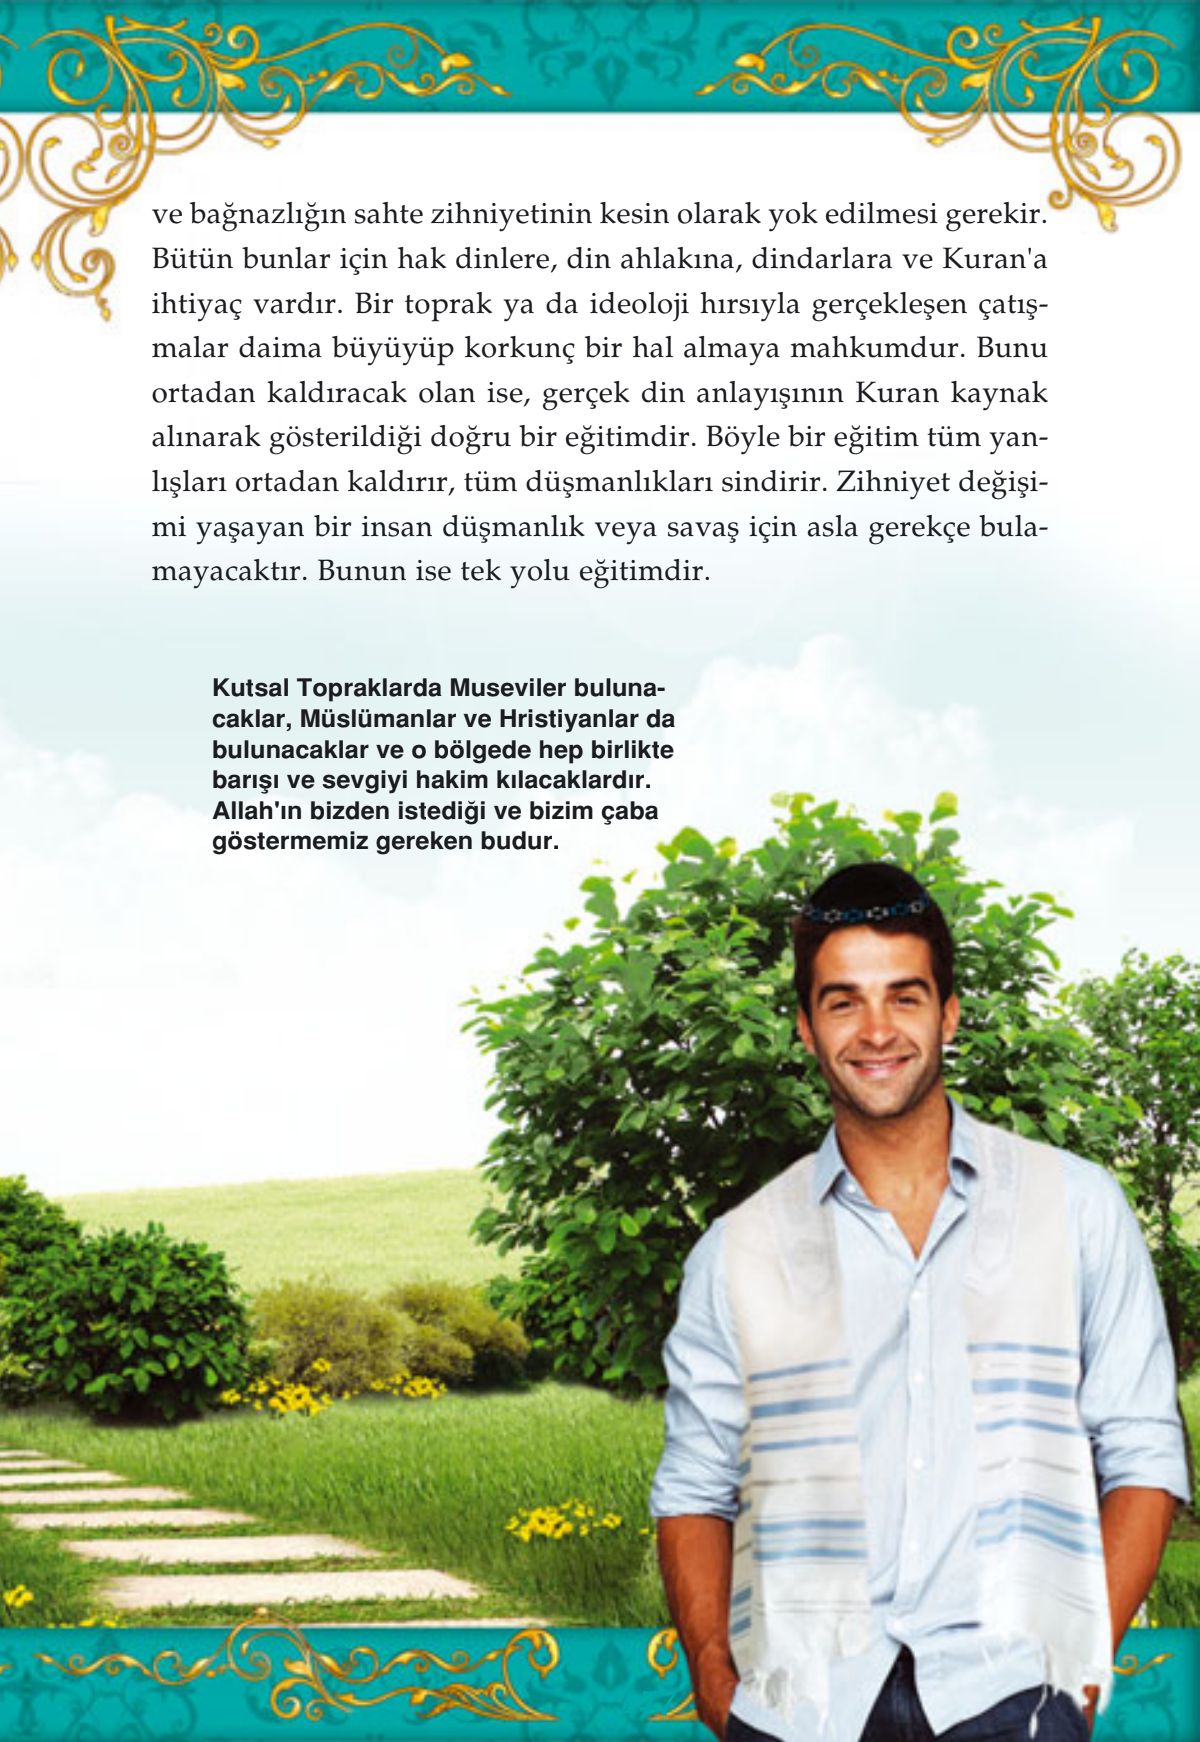 ve bağnazlığın sahte zihniyetinin kesin olarak yok edilmesi gerekir.
Bütün bunlar için hak dinlere, din ahlakına, dindarlara ve Kuran'a
ihtiyaç vardır. Bir toprak ya da ideoloji hırsıyla gerçekleşen çatış-
malar daima büyüyüp korkunç bir hal almaya mahkumdur. Bunu
ortadan kaldıracak olan ise, gerçek din anlayışının Kuran kaynak
alınarak gösterildiği doğru bir eğitimdir. Böyle bir eğitim tüm yan-
lışları ortadan kaldırır, tüm düşmanlıkları sindirir. Zihniyet değişi-
mi yaşayan bir insan düşmanlık veya savaş için asla gerekçe bula-
mayacaktır. Bunun ise tek yolu eğitimdir.
Kutsal Topraklarda Museviler buluna-
caklar, Müslümanlar ve Hristiyanlar da
bulunacaklar ve o bölgede hep birlikte
barışı ve sevgiyi hakim kılacaklardır.
Allah'ın bizden istediği ve bizim çaba
göstermemiz gereken budur.